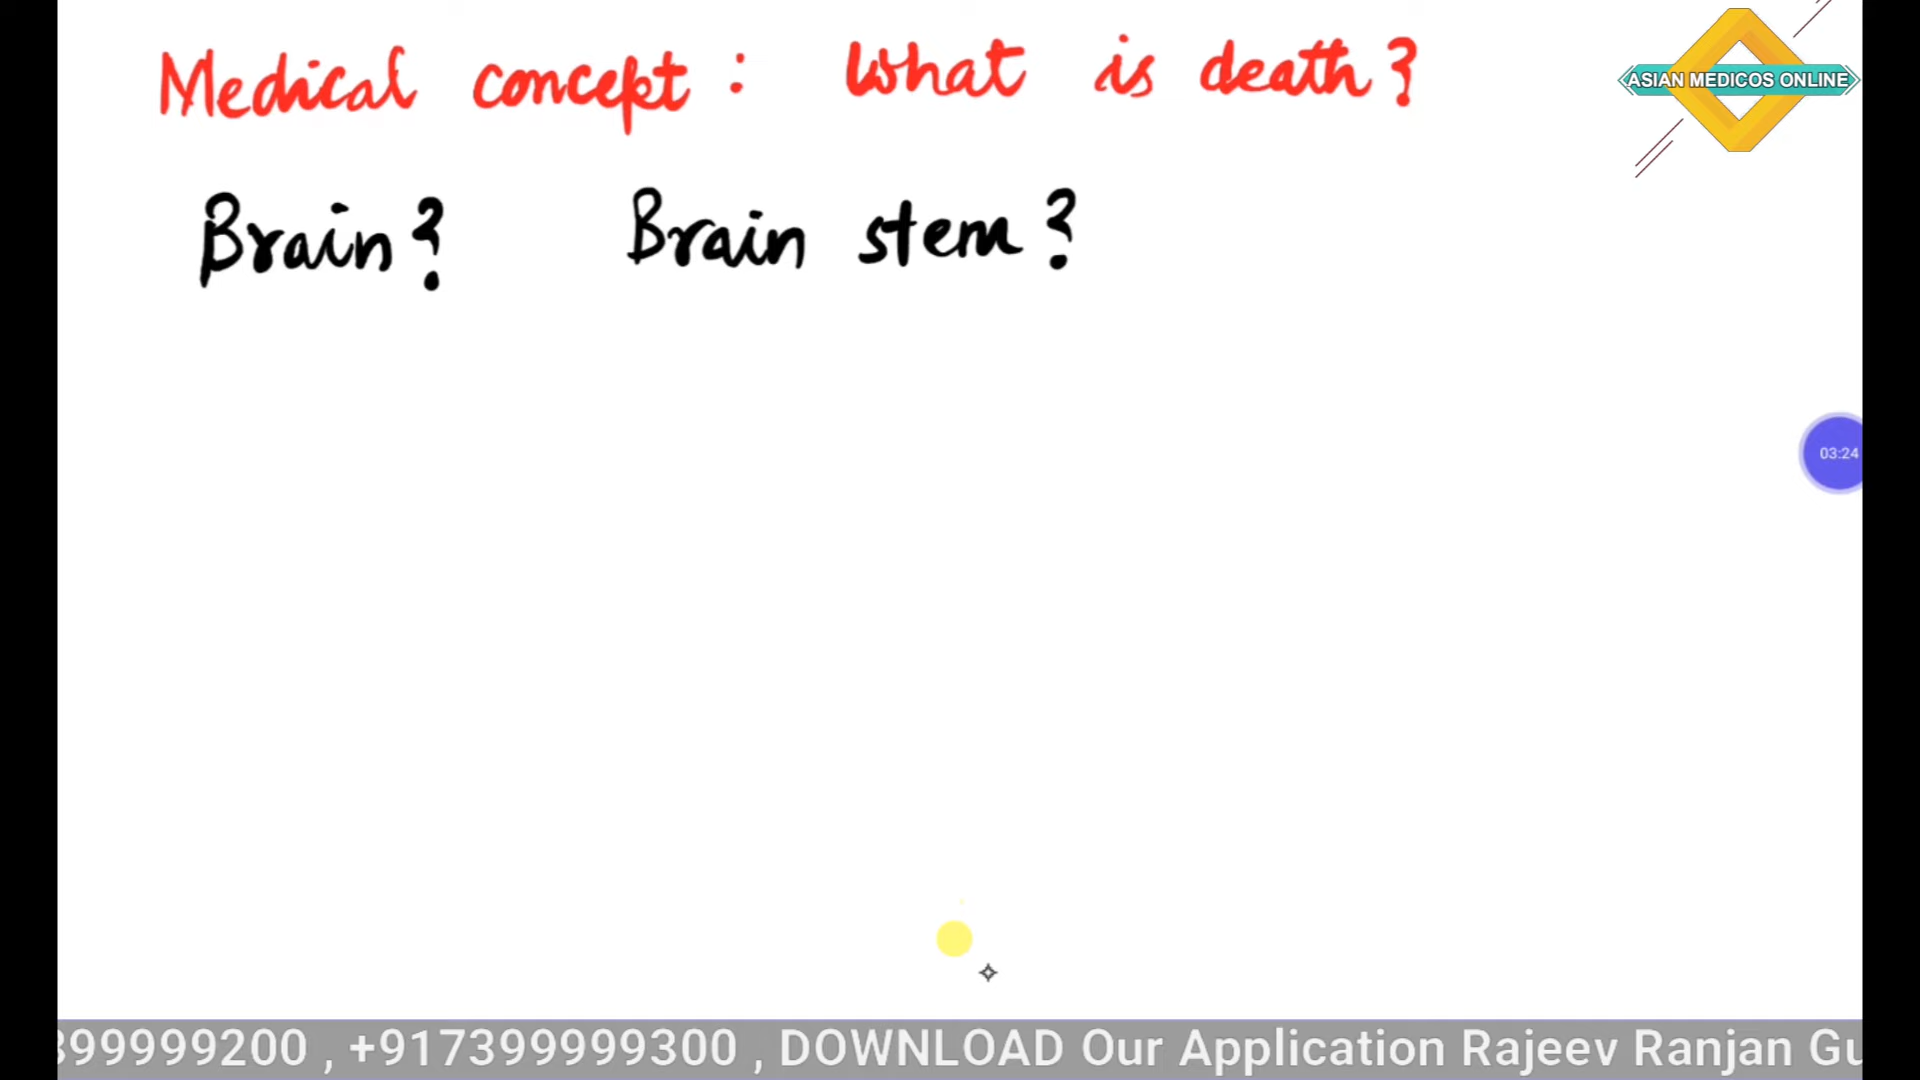 Medical concept : What is death?
ASIAN MEDICOS ONLINE
Brain? Brain stem?
03:24
399999200 , +917399999300 , DOWNLOAD Our Application Rajeev Ranjan Gu